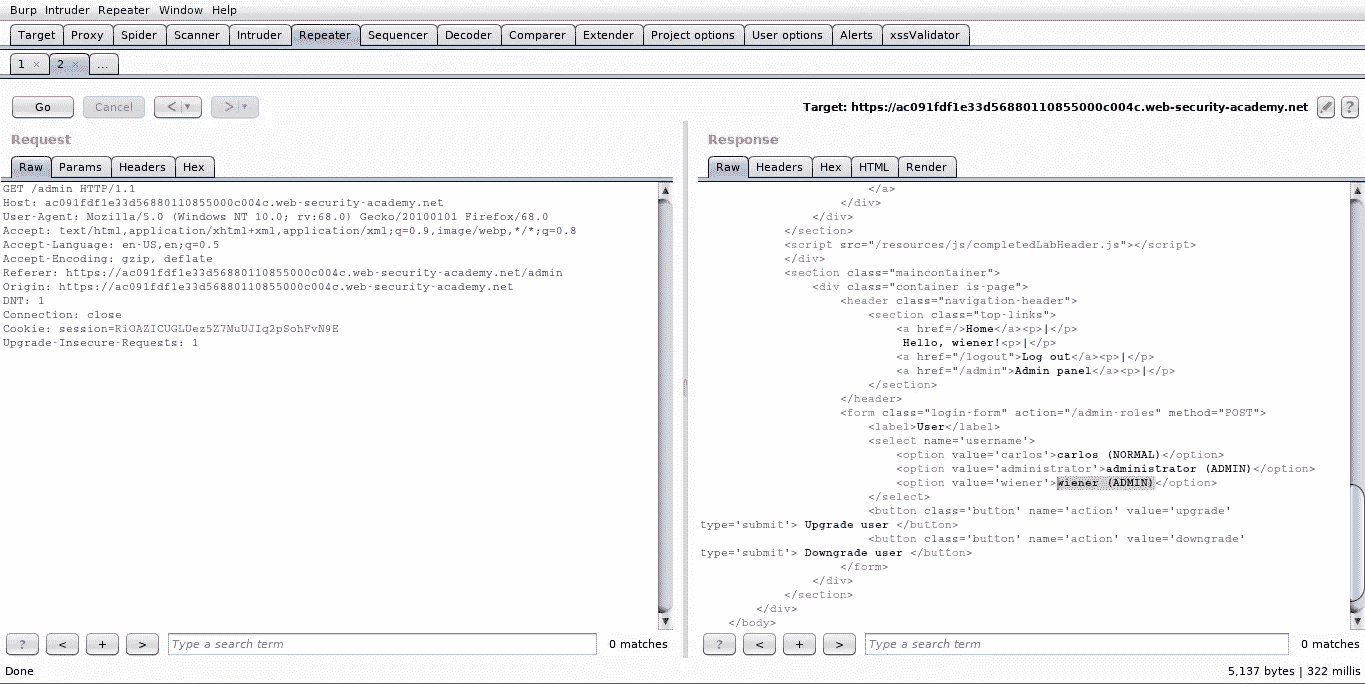 Burp Intruder Repeater Window Help
Target Proxy Spider Scanner Intruder Repeater Sequencer Decoder Comparer Extender Project options User options Alerts xssValidator
1 × 2 × ...
Go Cancel < ▼ > ▼ Target: https://ac091fdf1e33d56880110855000c004c.web-security-academy.net ?
Request
Raw Params Headers Hex
GET /admin HTTP/1.1
Host: ac091fdf1e33d56880110855000c004c.web-security-academy.net
User-Agent: Mozilla/5.0 (Windows NT 10.0; rv:68.0) Gecko/20100101 Firefox/68.0
Accept: text/html,application/xhtml+xml,application/xml;q=0.9,image/webp,*/*;q=0.8
Accept-Language: en-US,en;q=0.5
Accept-Encoding: gzip, deflate
Referer: https://ac091fdf1e33d56880110855000c004c.web-security-academy.net/admin
Origin: https://ac091fdf1e33d56880110855000c004c.web-security-academy.net
DNT: 1
Connection: close
Cookie: session=RiOAZICUGLUez5Z7MuUJIq2pSohFvN9E
Upgrade-Insecure-Requests: 1
? < + > Type a search term 0 matches
Response
Raw Headers Hex HTML Render
</a>
</div>
</div>
</section>
<script src="/resources/js/completedLabHeader.js"></script>
</div>
<section class="maincontainer">
<div class="container is-page">
<header class="navigation-header">
<section class="top-links">
<a href=/>Home</a><p>|</p>
Hello, wiener!<p>|</p>
<a href="/logout">Log out</a><p>|</p>
<a href="/admin">Admin panel</a><p>|</p>
</section>
</header>
<form class="login-form" action="/admin-roles" method="POST">
<label>User</label>
<select name='username'>
<option value='carlos'>carlos (NORMAL)</option>
<option value='administrator'>administrator (ADMIN)</option>
<option value='wiener'>wiener (ADMIN)</option>
</select>
<button class='button' name='action' value='upgrade'
type='submit'> Upgrade user </button>
<button class='button' name='action' value='downgrade'
type='submit'> Downgrade user </button>
</form>
</div>
</section>
</div>
</body>
? < + > Type a search term 0 matches
Done 5,137 bytes | 322 millis